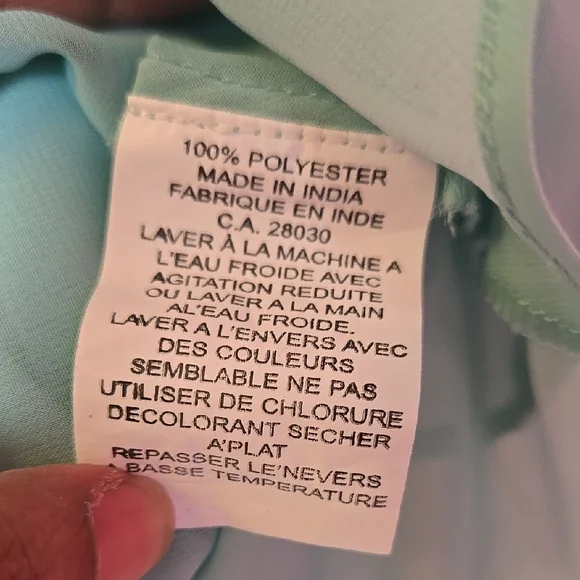 100% POLYESTER
MADE IN INDIA
FABRIQUE EN INDE
C.A. 28030
LAVER À LA MACHINE A
L'EAU FROIDE AVEC
AGITATION REDUITE
OU LAVER A LA MAIN
AL'EAU FROIDE.
LAVER A L'ENVERS AVEC
DES COULEURS
SEMBLABLE NE PAS
UTILISER DE CHLORURE
DECOLORANT SECHER
A'PLAT
REPASSER LE'NEVERS
A BASSE TEMPERATURE